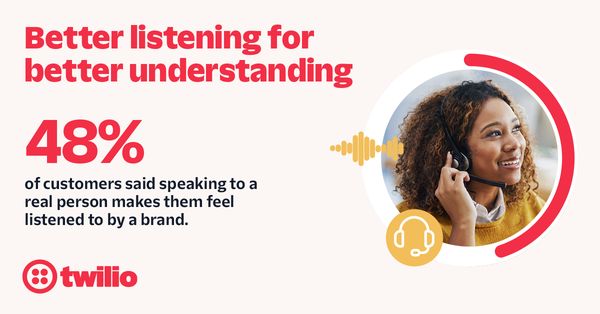 Better listening for
better understanding
48%
of customers said speaking to a
real person makes them feel
listened to by a brand.
twilio